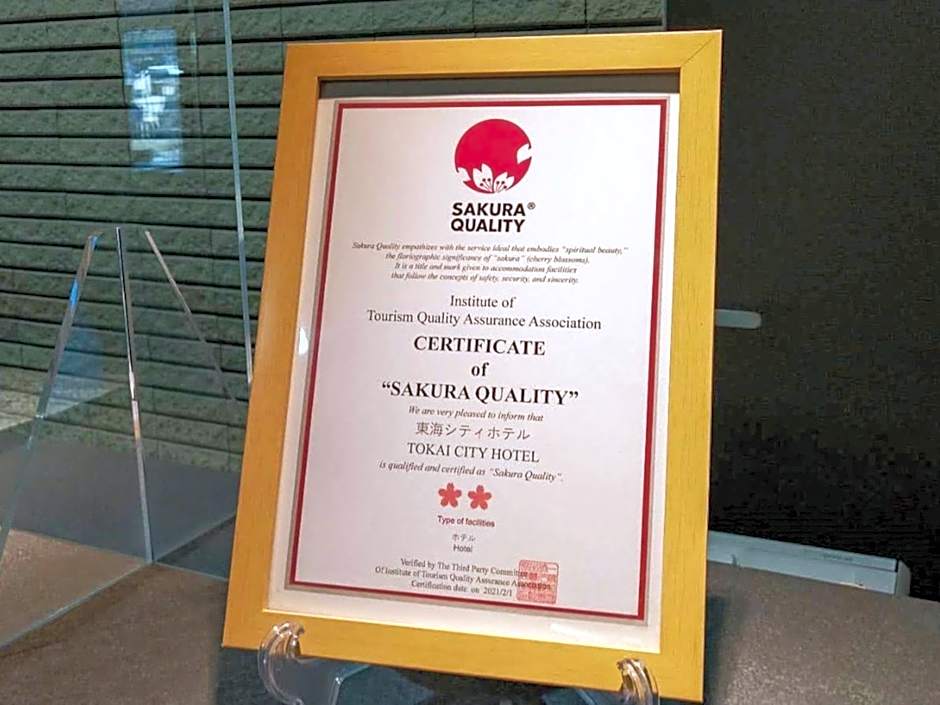 SAKURA®
QUALITY
Sakura Quality empathizes with the service ideal that embodies "spiritual beauty,"
the floriographic significance of "sakura" (cherry blossoms).
It is a title and mark given to accommodation facilities
that follow the concepts of safety, security, and sincerity.
Institute of
Tourism Quality Assurance Association
CERTIFICATE
of
“SAKURA QUALITY”
We are very pleased to inform that
東海シティホテル
TOKAI CITY HOTEL
is qualified and certified as "Sakura Quality".
Type of facilities
ホテル
Hotel
Verified by The Third Party Committee
Of Institute of Tourism Quality Assurance Association
Certification date on 2021/2/1